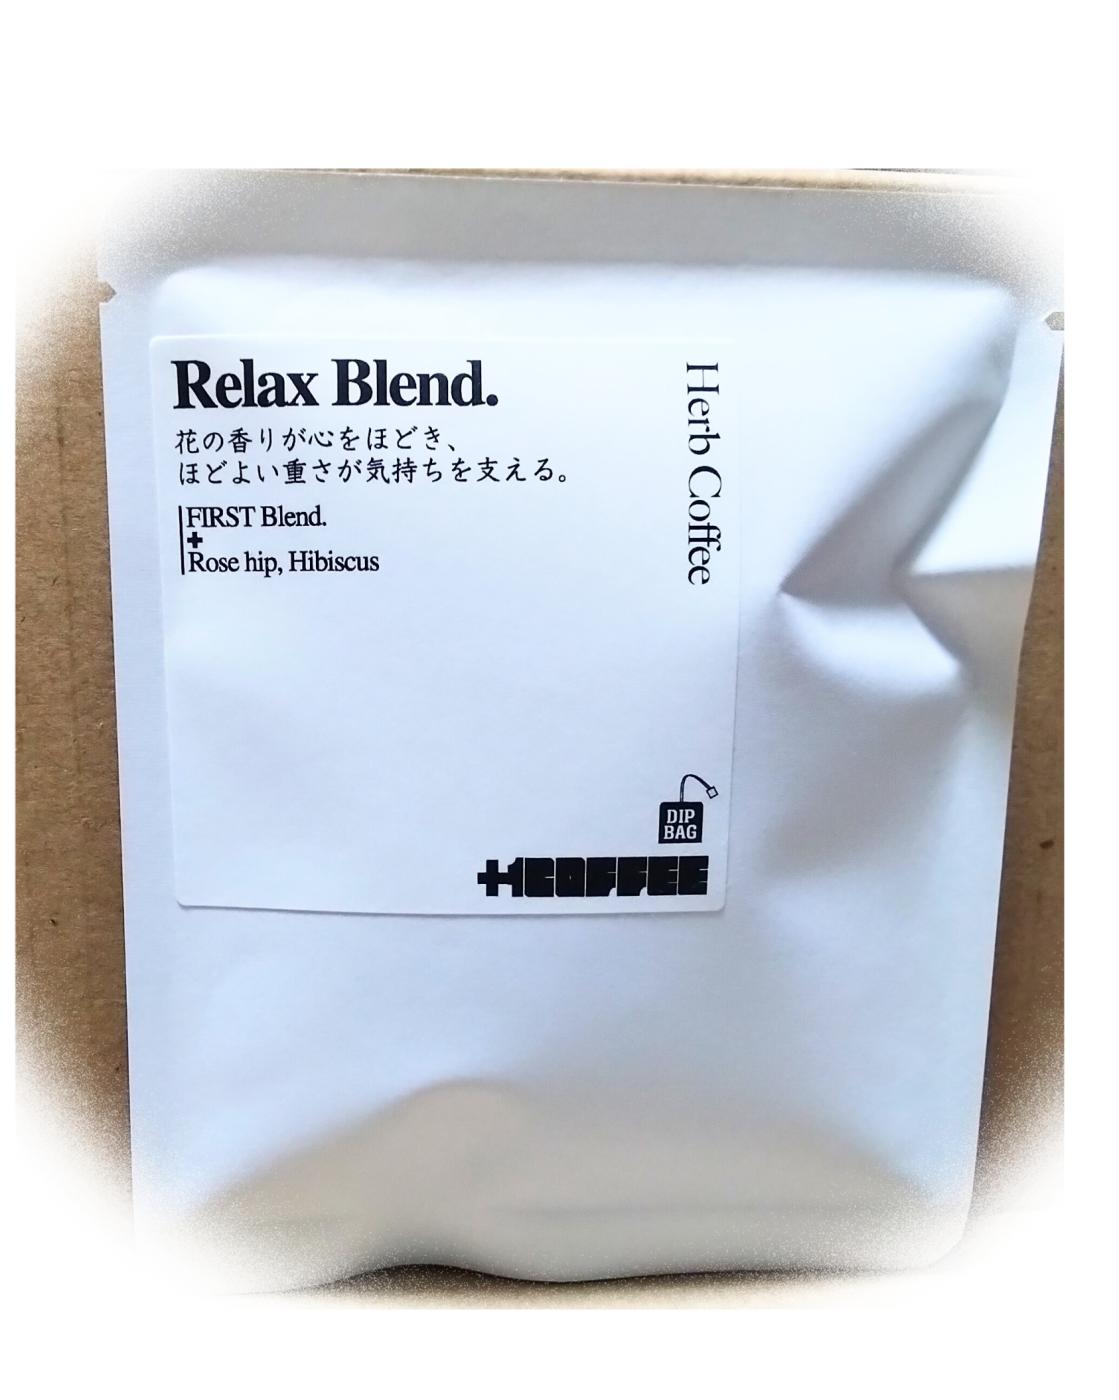 Relax Blend.
花の香りが心をほどき、
ほどよい重さが気持ちを支える。
FIRST Blend.
+
Rose hip, Hibiscus
Herb Coffee
DIP
BAG
+1COFFEE